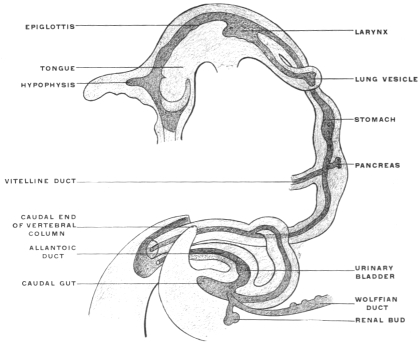 EPIGLOTTIS
LARYNX
TONGUE
HYPOPHYSIS
LUNG VESICLE
STOMACH
PANCREAS
VITELLINE DUCT
CAUDAL END
OF VERTEBRAL
COLUMN
ALLANTOIC
DUCT
CAUDAL GUT
URINARY
BLADDER
WOLFFIAN
DUCT
RENAL BUD